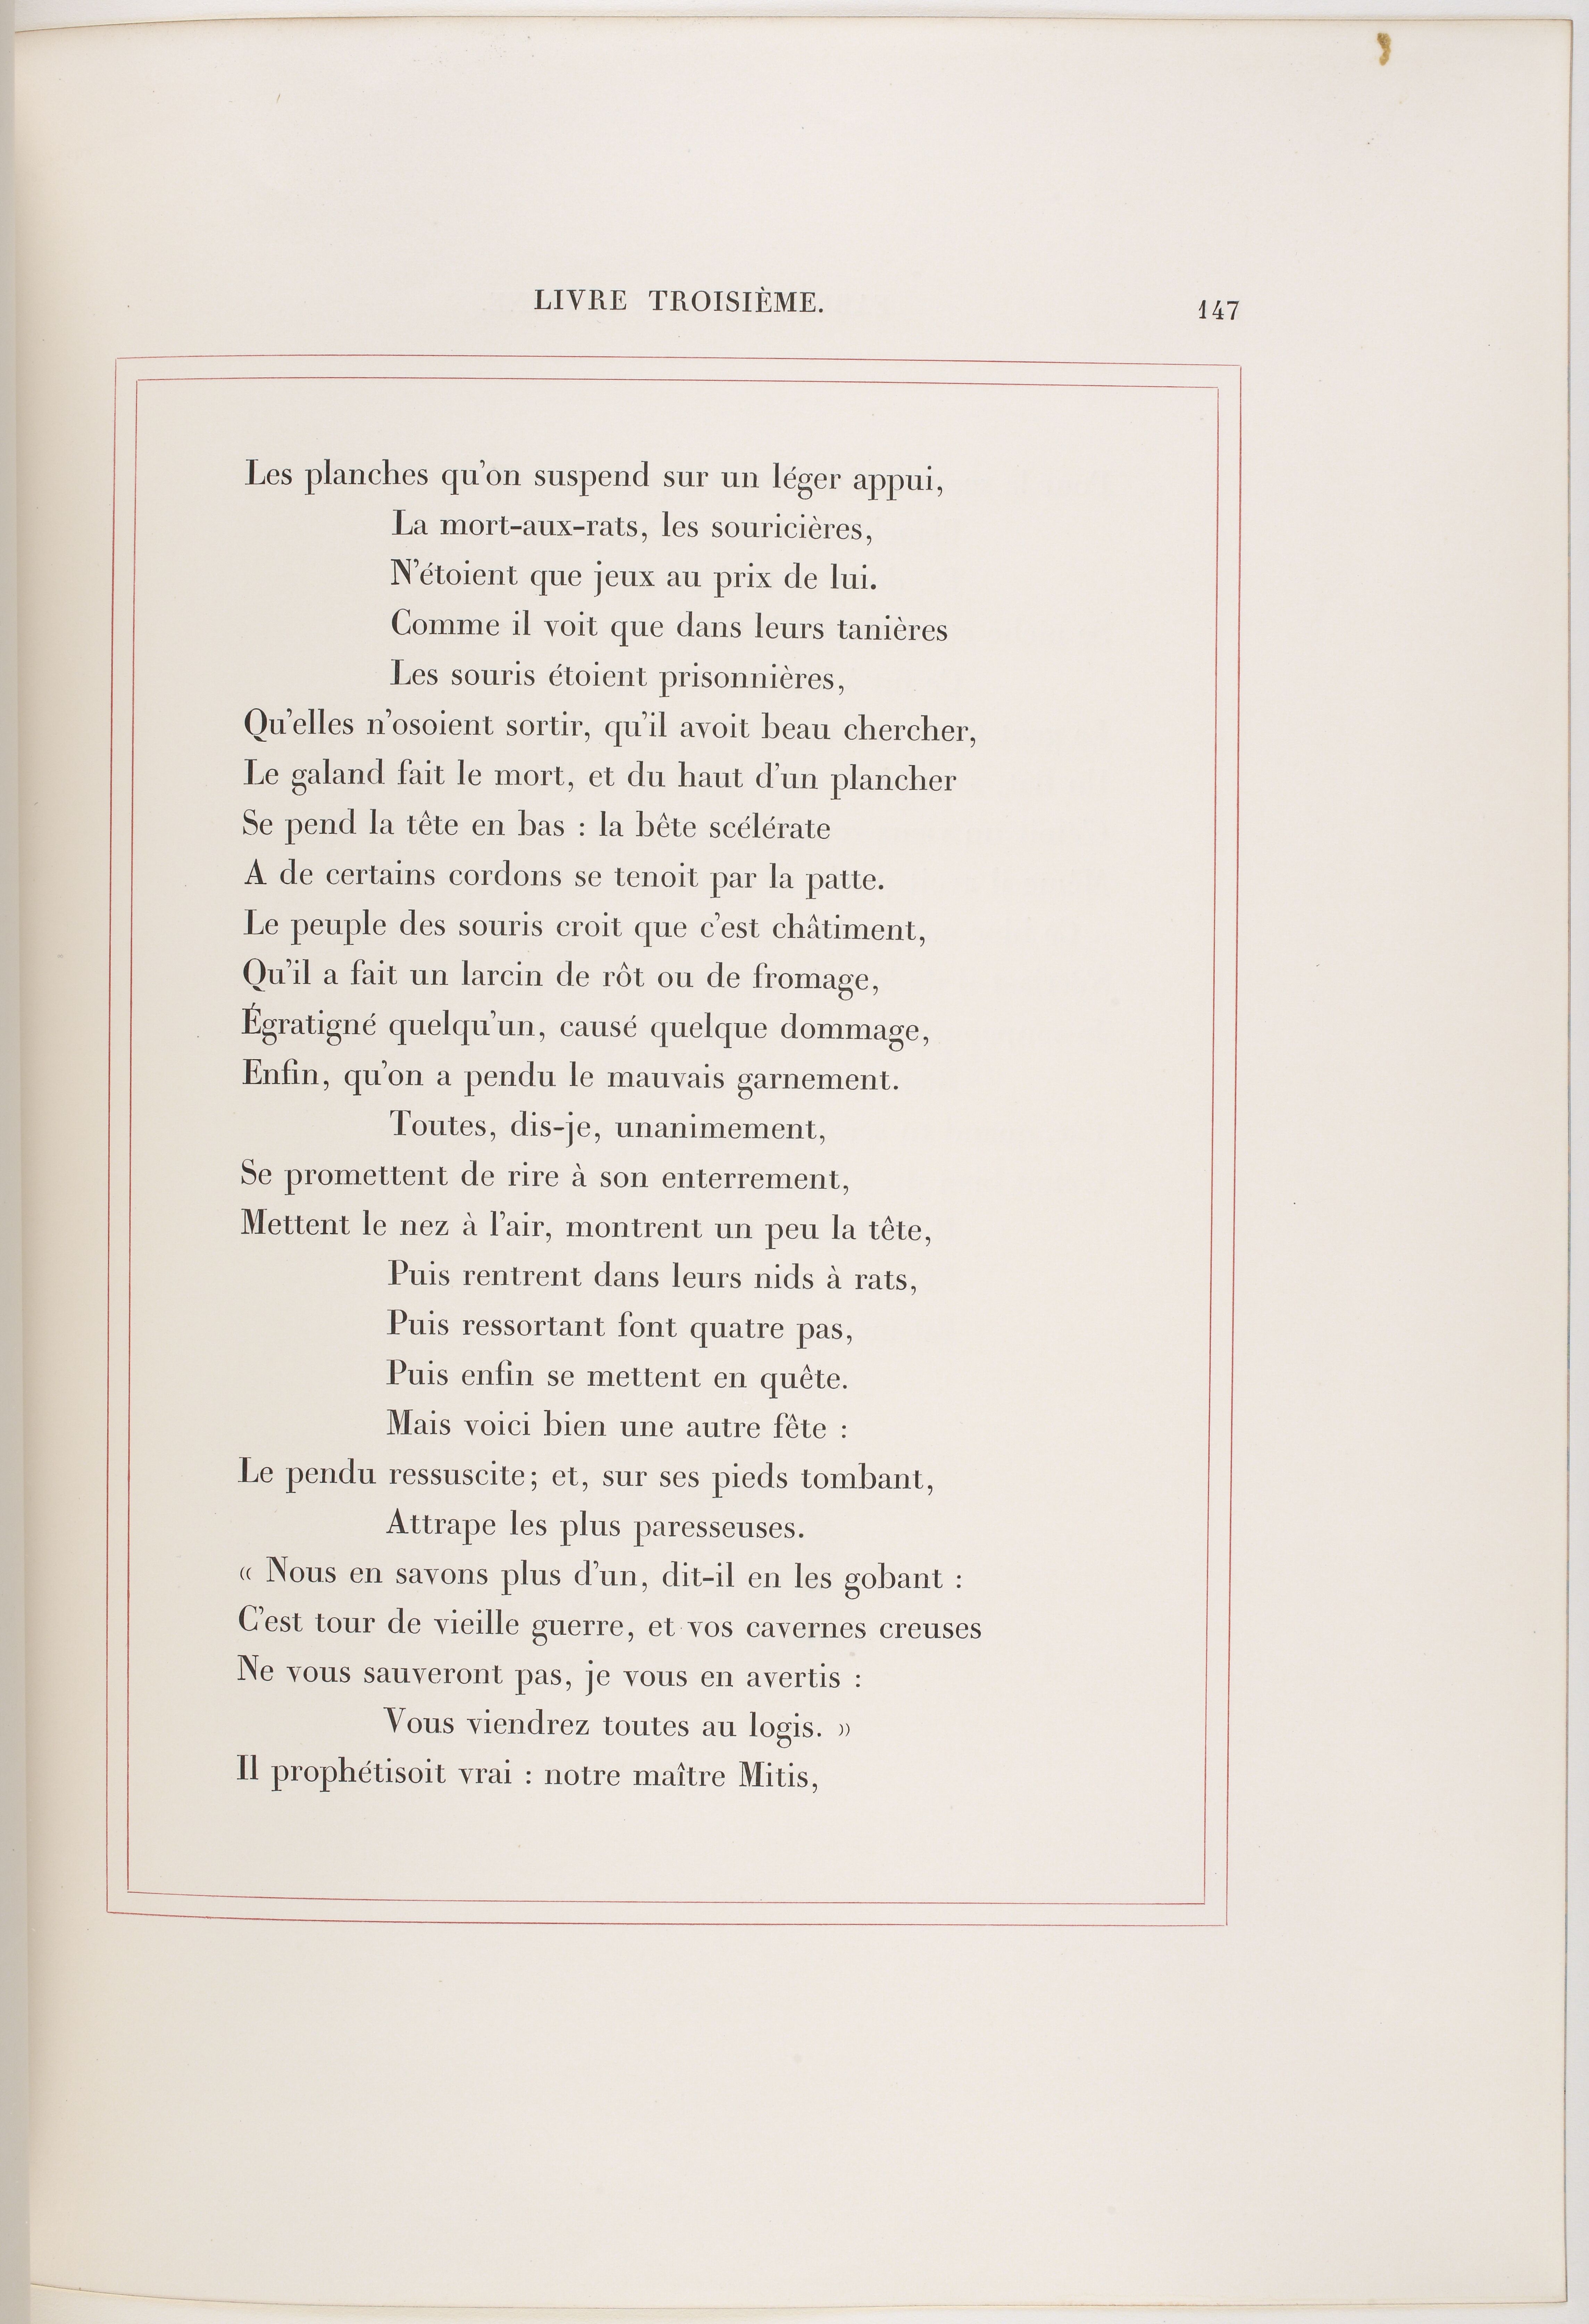 LIVRE TROISIÈME.
147
Les planches qu'on suspend sur un léger appui,
La mort-aux-rats, les souricières,
N'étoient que jeux au prix de lui.
Comme il voit que dans leurs tanières
Les souris étoient prisonnières,
Qu'elles n'osoient sortir, qu'il avoit beau chercher,
Le galand fait le mort, et du haut d'un plancher
Se pend la tête en bas : la bête scélérate
A de certains cordons se tenoit par la patte.
Le peuple des souris croit que c'est châtiment,
Qu'il a fait un larcin de rôt ou de fromage,
Égratigné quelqu'un, causé quelque dommage,
Enfin, qu'on a pendu le mauvais garnement.
Toutes, dis-je, unanimement,
Se promettent de rire à son enterrement,
Mettent le nez à l'air, montrent un peu la tête,
Puis rentrent dans leurs nids à rats,
Puis ressortant font quatre pas,
Puis enfin se mettent en quête.
Mais voici bien une autre fête :
Le pendu ressuscite; et, sur ses pieds tombant,
Attrape les plus paresseuses.
« Nous en savons plus d'un, dit-il en les gobant :
C'est tour de vieille guerre, et vos cavernes creuses
Ne vous sauveront pas, je vous en avertis :
Vous viendrez toutes au logis. »
Il prophétisoit vrai : notre maître Mitis,